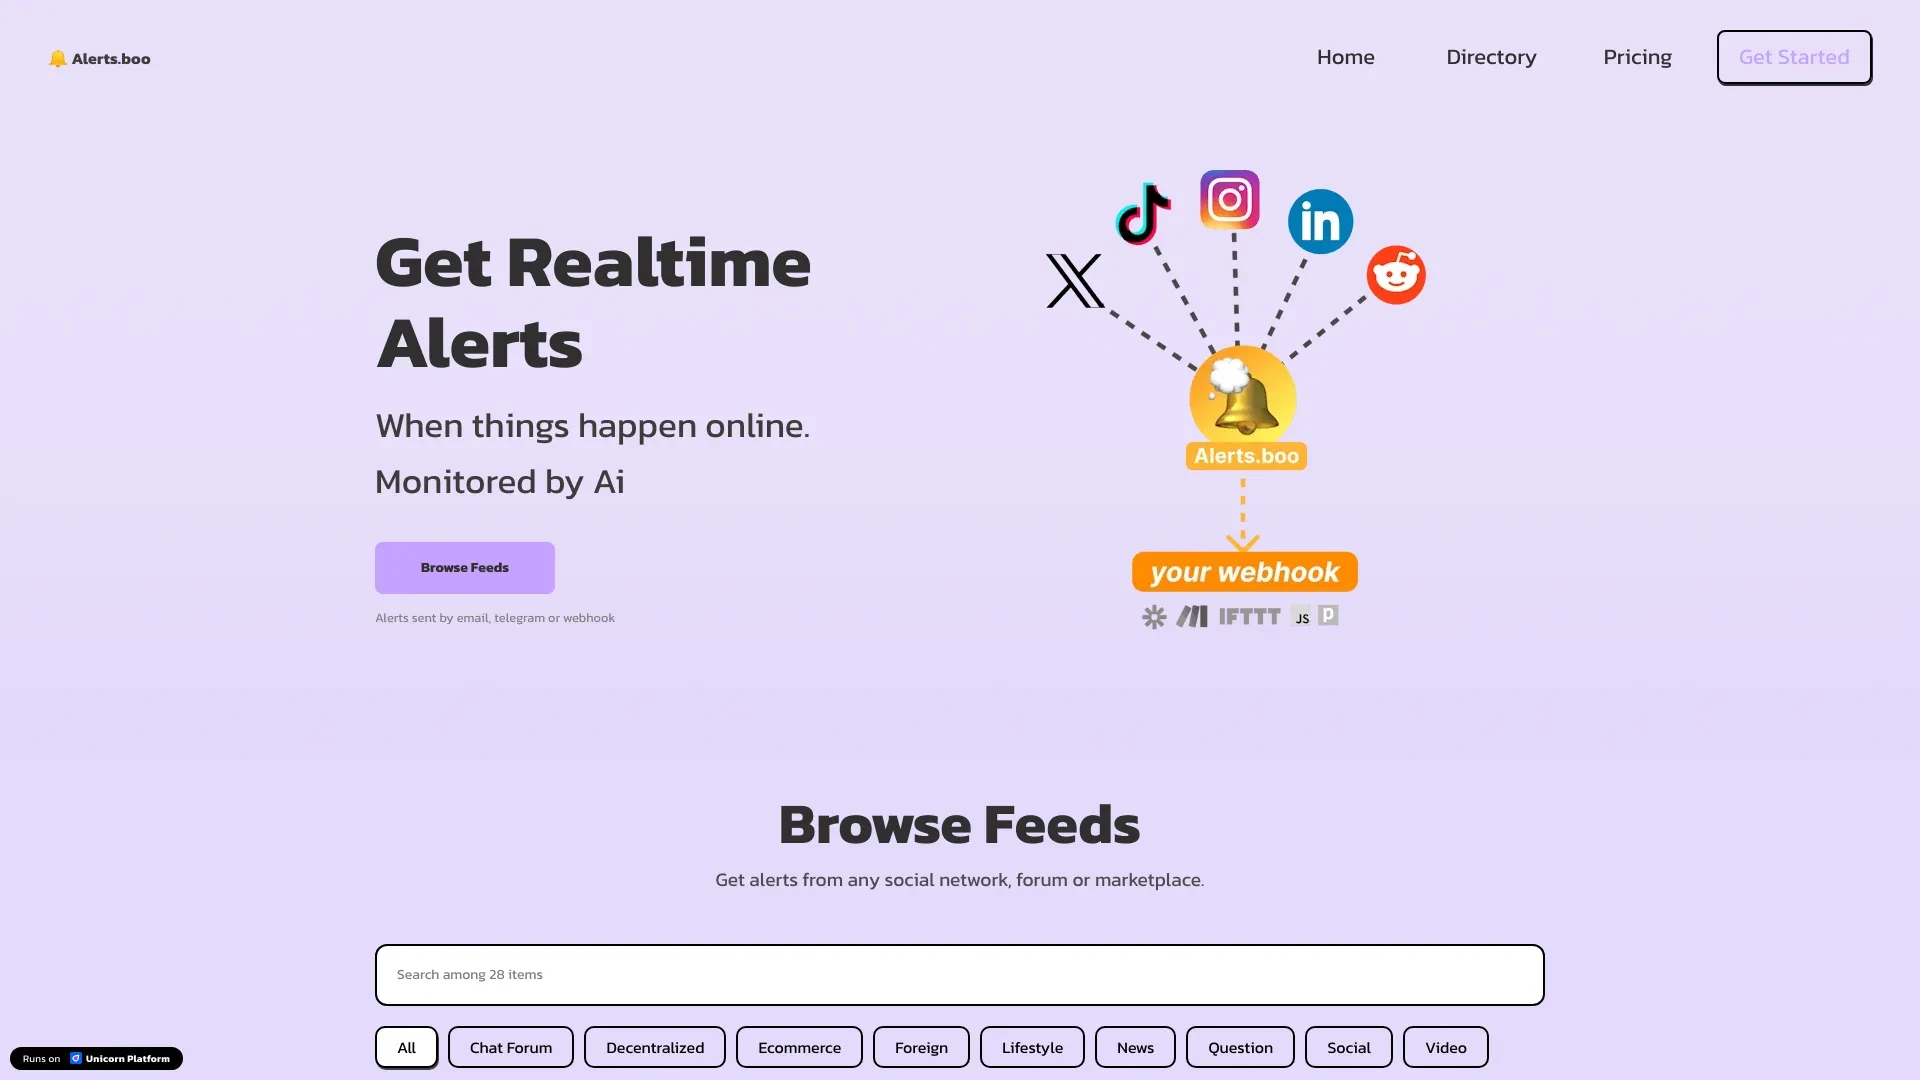 Alerts.boo
Home
Directory
Pricing
Get Started
Get Realtime
Alerts
When things happen online.
Monitored by Ai
Browse Feeds
Alerts sent by email, telegram or webhook
in
Alerts.boo
your webhook
IFTTT
JS
p
Browse Feeds
Get alerts from any social network, forum or marketplace.
Search among 28 items
All
Chat Forum
Decentralized
Ecommerce
Foreign
Lifestyle
News
Question
Social
Video
Runs on Unicorn Platform